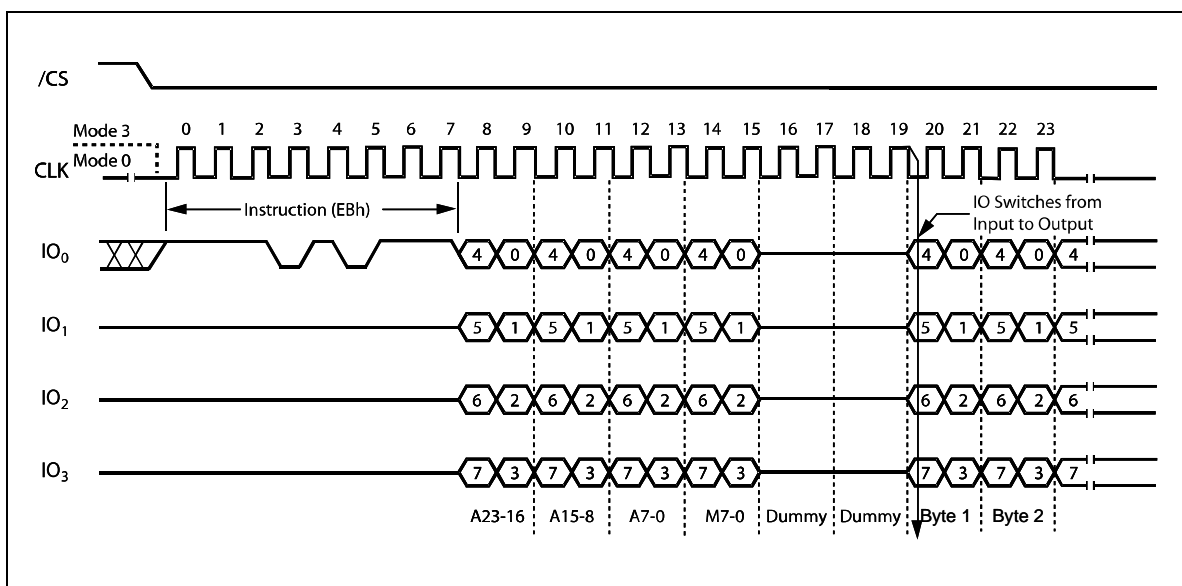 /CS
Mode 3
0 1 2 3 4 5 6 7 8 9 10 11 12 13 14 15 16 17 18 19 20 21 22 23
CLK
Mode 0
Instruction (EBh)
IO Switches from
Input to Output
IO₀
4 0 4 0 4 0 4 0 4 0 4 0 4
IO₁
5 1 5 1 5 1 5 1 5 1 5 1 5
IO₂
6 2 6 2 6 2 6 2 6 2 6 2 6
IO₃
7 3 7 3 7 3 7 3 7 3 7 3 7
A23-16 A15-8 A7-0 M7-0 Dummy Dummy Byte 1 Byte 2